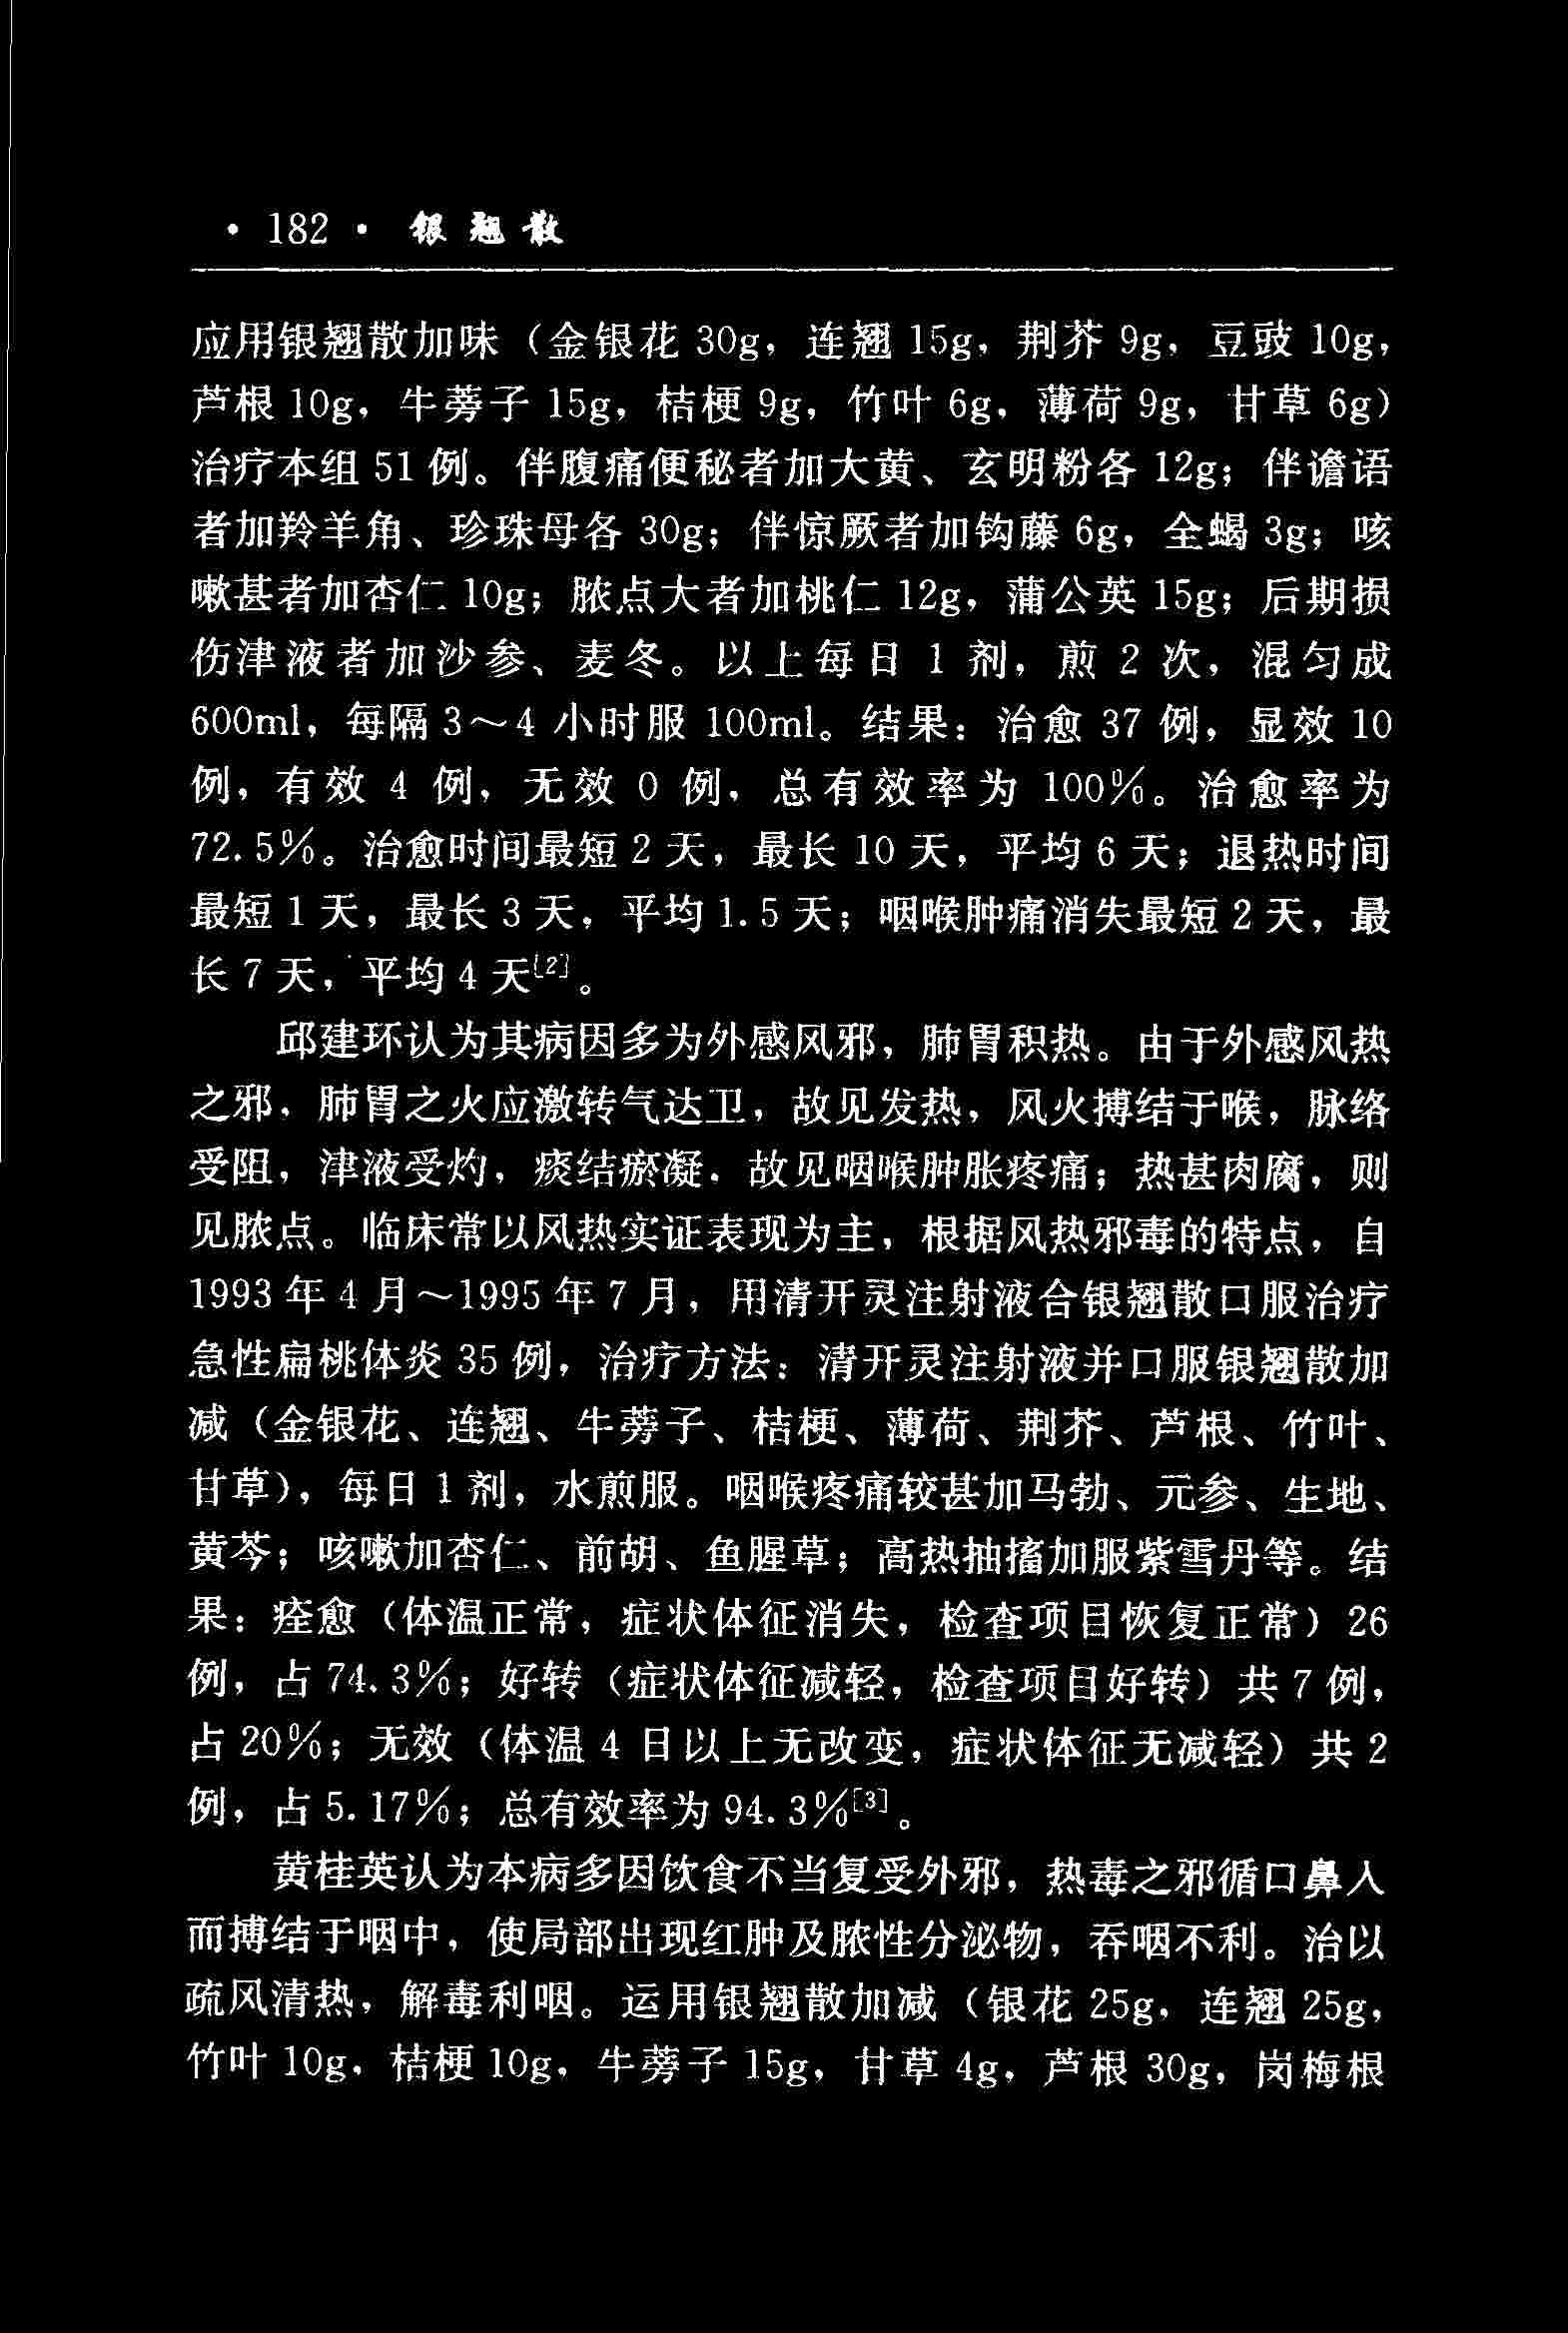 ·182· 银翘散
应用银翘散加味（金银花 30g，连翘 15g，荆芥 9g，豆豉 10g，
芦根 10g，牛蒡子 15g，桔梗 9g，竹叶 6g，薄荷 9g，甘草 6g）
治疗本组 51 例。伴腹痛便秘者加大黄、玄明粉各 12g；伴谵语
者加羚羊角、珍珠母各 30g；伴惊厥者加钩藤 6g，全蝎 3g；咳
嗽甚者加杏仁 10g；脓点大者加桃仁 12g，蒲公英 15g；后期损
伤津液者加沙参、麦冬。以上每日 1 剂，煎 2 次，混匀成
600ml，每隔 3～4 小时服 100ml。结果：治愈 37 例，显效 10
例，有效 4 例，无效 0 例，总有效率为 100%。治愈率为
72.5%。治愈时间最短 2 天，最长 10 天，平均 6 天；退热时间
最短 1 天，最长 3 天，平均 1.5 天；咽喉肿痛消失最短 2 天，最
长 7 天，平均 4 天[2]。
邱建环认为其病因多为外感风邪，肺胃积热。由于外感风热
之邪，肺胃之火应激转气达卫，故见发热，风火搏结于喉，脉络
受阻，津液受灼，痰结瘀凝，故见咽喉肿胀疼痛；热甚肉腐，则
见脓点。临床常以风热实证表现为主，根据风热邪毒的特点，自
1993 年 4 月～1995 年 7 月，用清开灵注射液合银翘散口服治疗
急性扁桃体炎 35 例，治疗方法：清开灵注射液并口服银翘散加
减（金银花、连翘、牛蒡子、桔梗、薄荷、荆芥、芦根、竹叶、
甘草），每日 1 剂，水煎服。咽喉疼痛较甚加马勃、元参、生地、
黄芩；咳嗽加杏仁、前胡、鱼腥草；高热抽搐加服紫雪丹等。结
果：痊愈（体温正常，症状体征消失，检查项目恢复正常）26
例，占 74.3%；好转（症状体征减轻，检查项目好转）共 7 例，
占 20%；无效（体温 4 日以上无改变，症状体征无减轻）共 2
例，占 5.17%；总有效率为 94.3%[3]。
黄桂英认为本病多因饮食不当复受外邪，热毒之邪循口鼻入
而搏结于咽中，使局部出现红肿及脓性分泌物，吞咽不利。治以
疏风清热，解毒利咽。运用银翘散加减（银花 25g，连翘 25g，
竹叶 10g，桔梗 10g，牛蒡子 15g，甘草 4g，芦根 30g，岗梅根